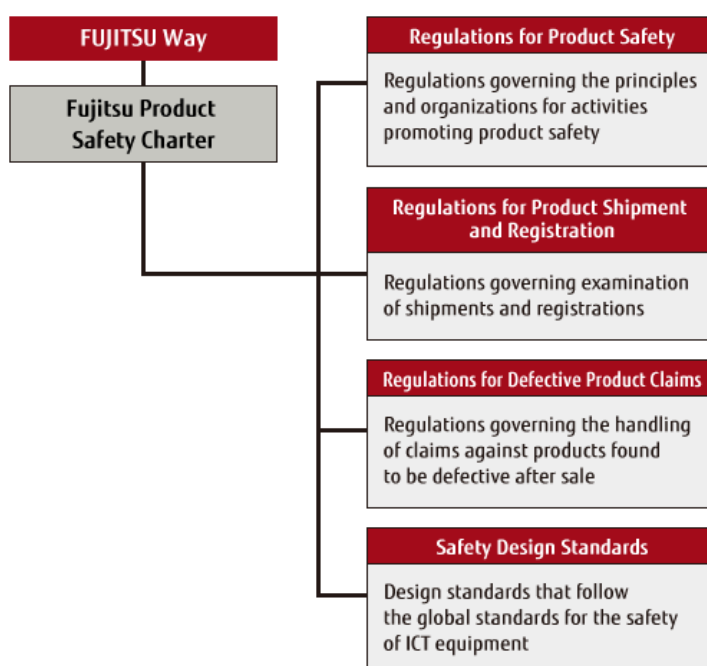 FUJITSU Way
Fujitsu Product
Safety Charter
Regulations for Product Safety
Regulations governing the principles
and organizations for activities
promoting product safety
Regulations for Product Shipment
and Registration
Regulations governing examination
of shipments and registrations
Regulations for Defective Product Claims
Regulations governing the handling
of claims against products found
to be defective after sale
Safety Design Standards
Design standards that follow
the global standards for the safety
of ICT equipment